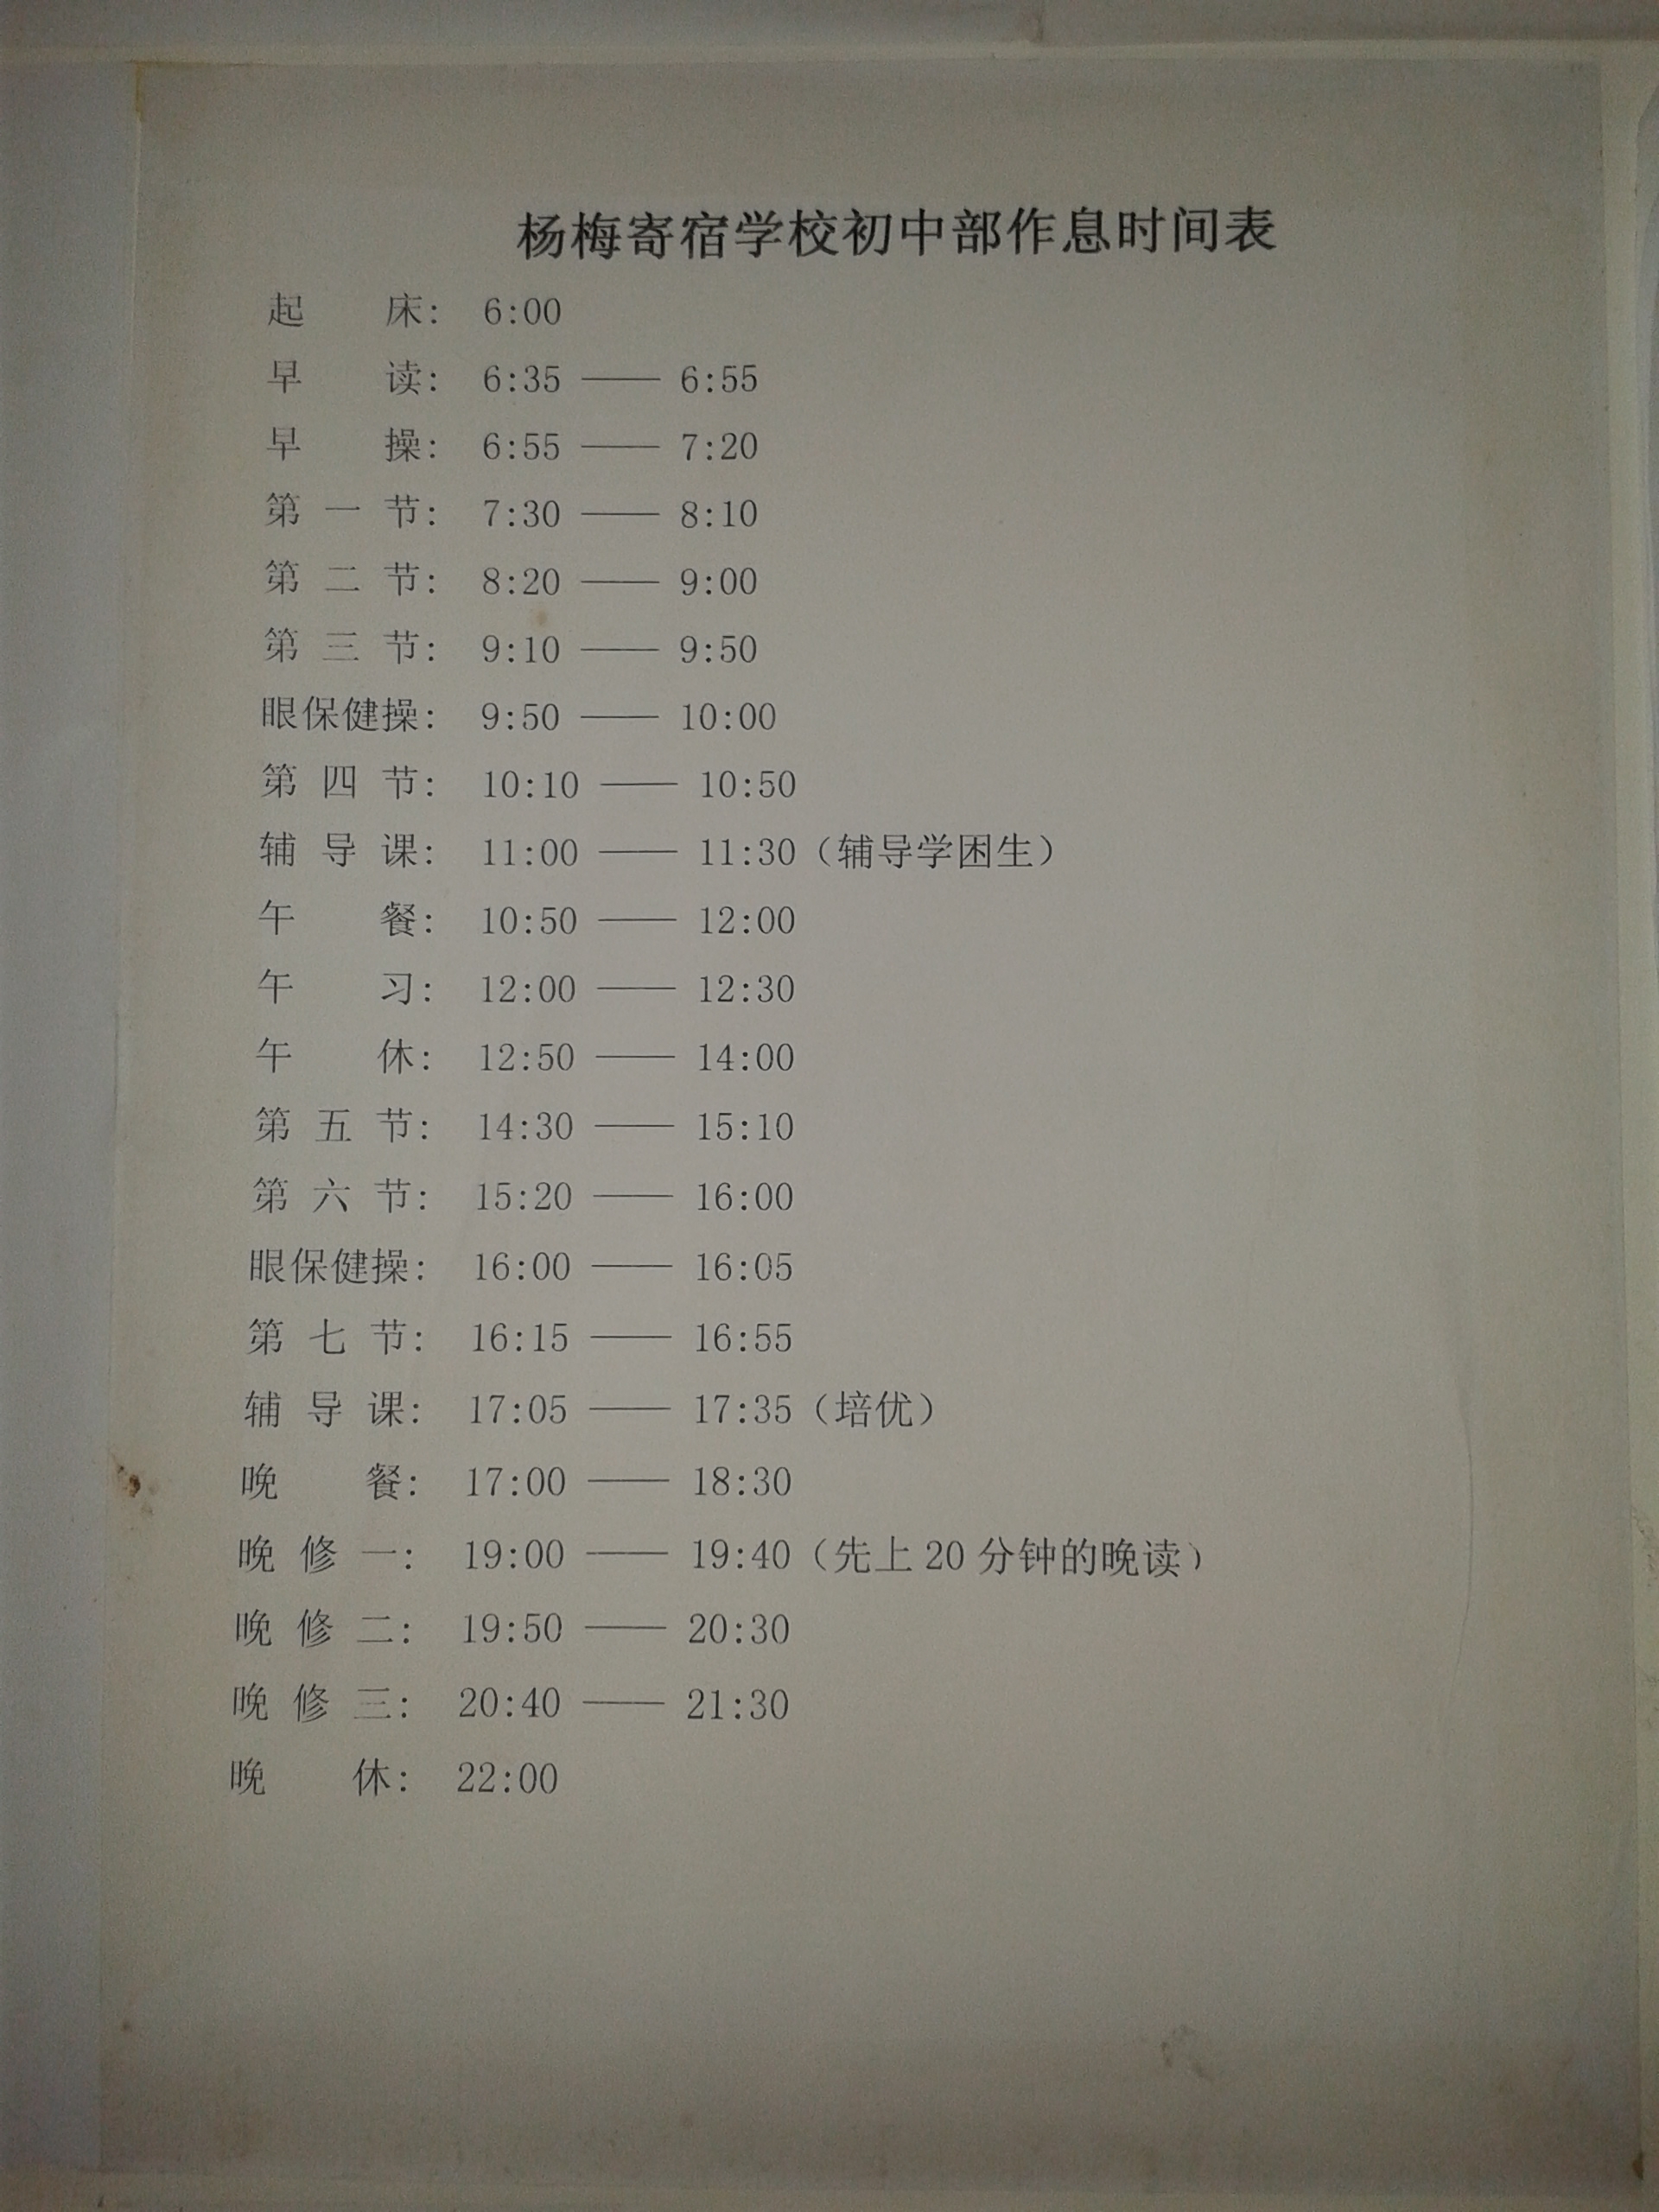 杨梅寄宿学校初中部作息时间表
起 床: 6:00
早 读: 6:35 —— 6:55
早 操: 6:55 —— 7:20
第 一 节: 7:30 —— 8:10
第 二 节: 8:20 —— 9:00
第 三 节: 9:10 —— 9:50
眼保健操: 9:50 —— 10:00
第 四 节: 10:10 —— 10:50
辅 导 课: 11:00 —— 11:30（辅导学困生）
午 餐: 10:50 —— 12:00
午 习: 12:00 —— 12:30
午 休: 12:50 —— 14:00
第 五 节: 14:30 —— 15:10
第 六 节: 15:20 —— 16:00
眼保健操: 16:00 —— 16:05
第 七 节: 16:15 —— 16:55
辅 导 课: 17:05 —— 17:35（培优）
晚 餐: 17:00 —— 18:30
晚 修 一: 19:00 —— 19:40（先上 20 分钟的晚读）
晚 修 二: 19:50 —— 20:30
晚 修 三: 20:40 —— 21:30
晚 休: 22:00